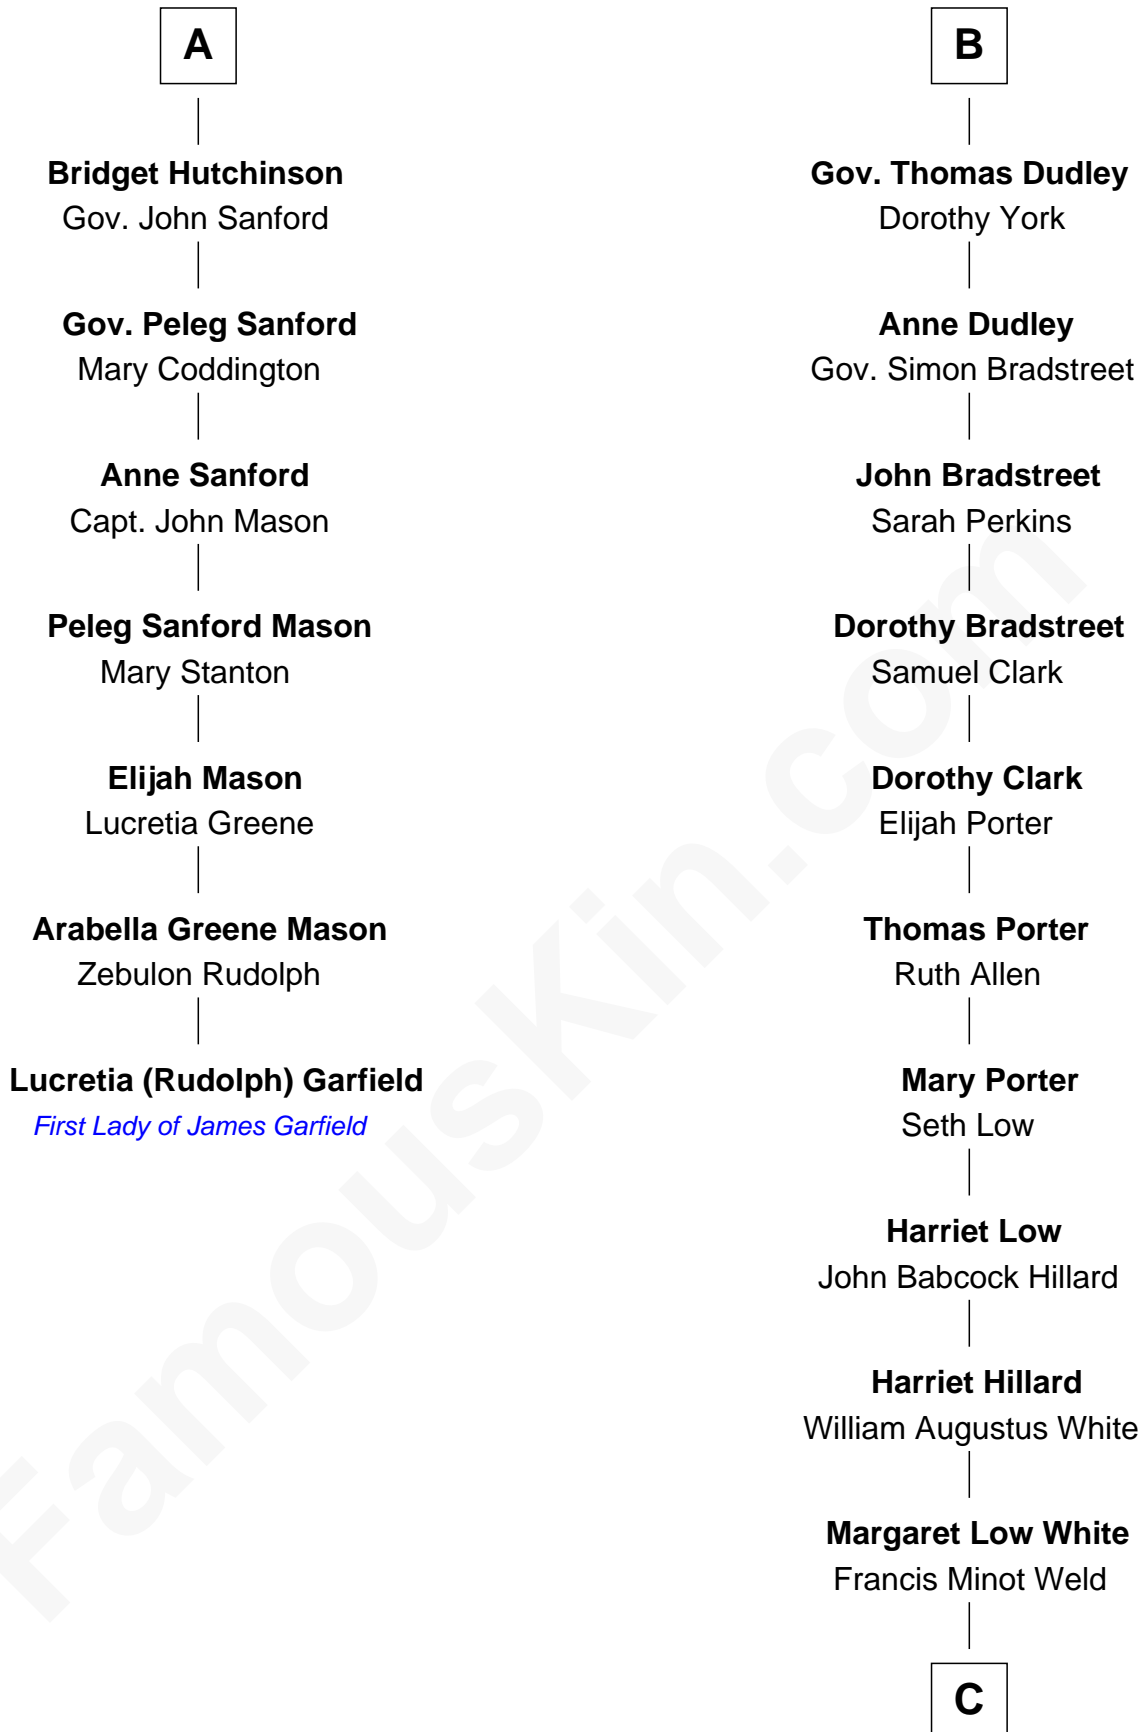 A
Bridget Hutchinson
Gov. John Sanford
Gov. Peleg Sanford
Mary Coddington
Anne Sanford
Capt. John Mason
Peleg Sanford Mason
Mary Stanton
Elijah Mason
Lucretia Greene
Arabella Greene Mason
Zebulon Rudolph
Lucretia (Rudolph) Garfield
First Lady of James Garfield
B
Gov. Thomas Dudley
Dorothy York
Anne Dudley
Gov. Simon Bradstreet
John Bradstreet
Sarah Perkins
Dorothy Bradstreet
Samuel Clark
Dorothy Clark
Elijah Porter
Thomas Porter
Ruth Allen
Mary Porter
Seth Low
Harriet Low
John Babcock Hillard
Harriet Hillard
William Augustus White
Margaret Low White
Francis Minot Weld
C
FamousKin.com